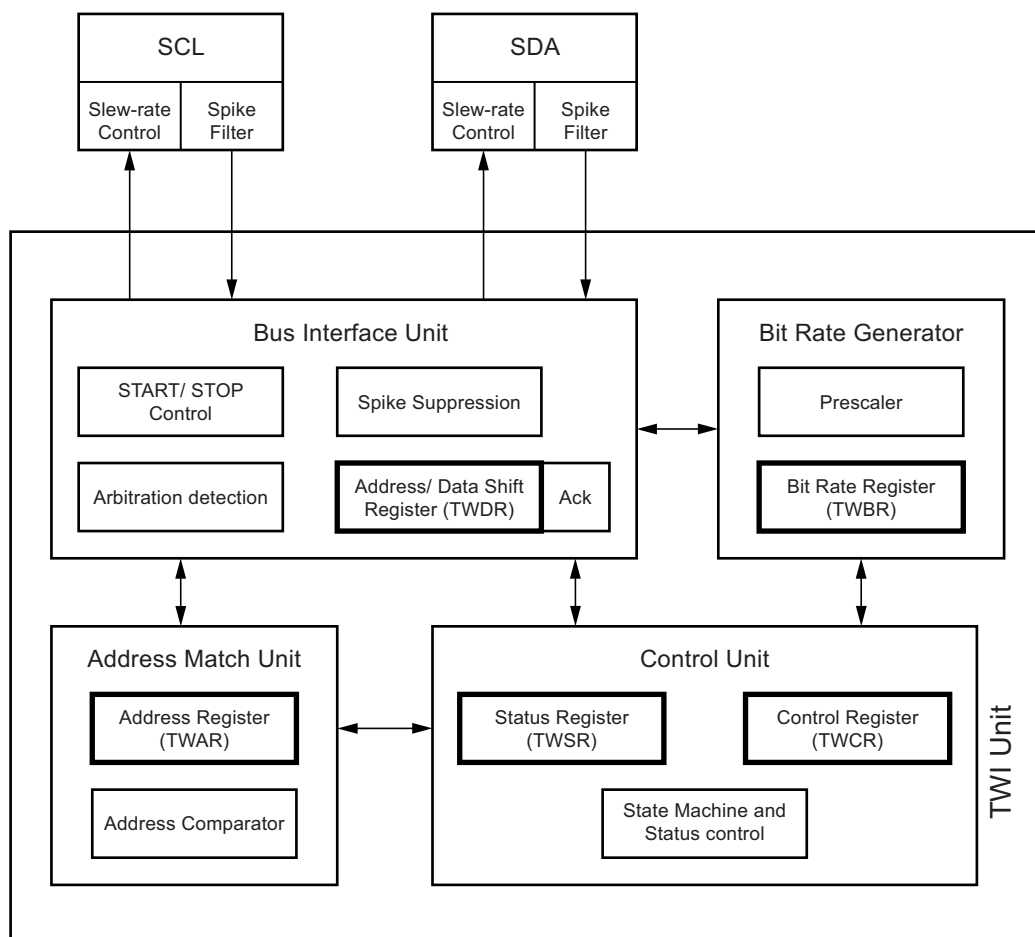 SCL
SDA
Slew-rate
Control
Spike
Filter
Slew-rate
Control
Spike
Filter
Bus Interface Unit
START/ STOP
Control
Spike Suppression
Arbitration detection
Address/ Data Shift
Register (TWDR)
Ack
Bit Rate Generator
Prescaler
Bit Rate Register
(TWBR)
Address Match Unit
Address Register
(TWAR)
Address Comparator
Control Unit
Status Register
(TWSR)
Control Register
(TWCR)
State Machine and
Status control
TWI Unit